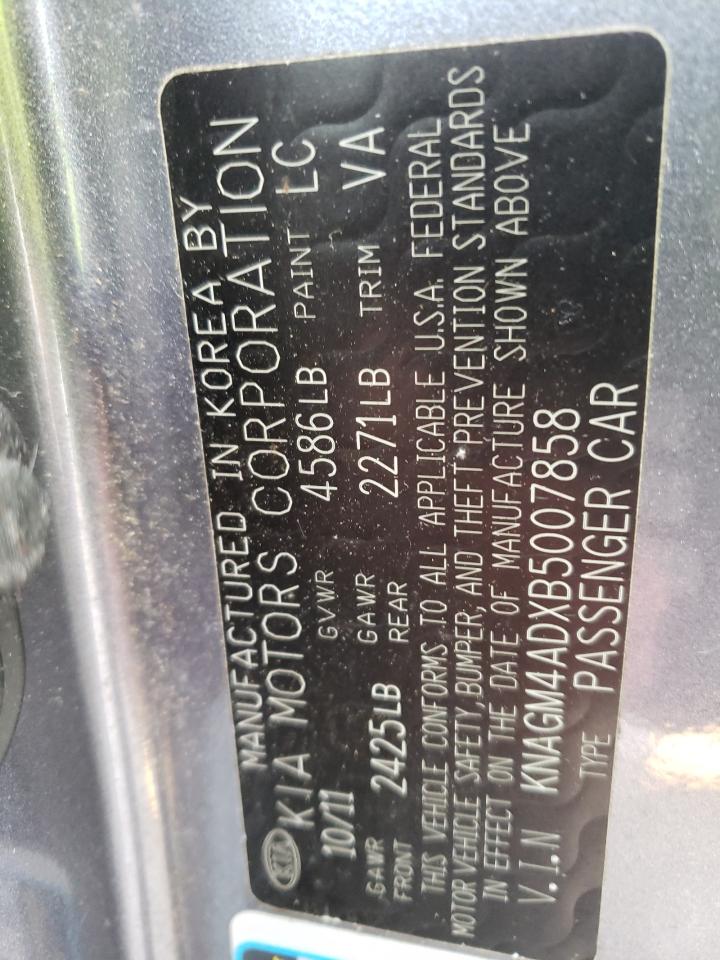 MANUFACTURED IN KOREA BY
KIA KIA MOTORS CORPORATION
10/11 GVWR 4586LB PAINT LC
GAWR FRONT 2425LB GAWR REAR 2271LB TRIM VA
THIS VEHICLE CONFORMS TO ALL APPLICABLE U.S.A. FEDERAL
MOTOR VEHICLE SAFETY, BUMPER, AND THEFT PREVENTION STANDARDS
IN EFFECT ON THE DATE OF MANUFACTURE SHOWN ABOVE
V.I.N KNAGM4ADXB5007858
TYPE PASSENGER CAR